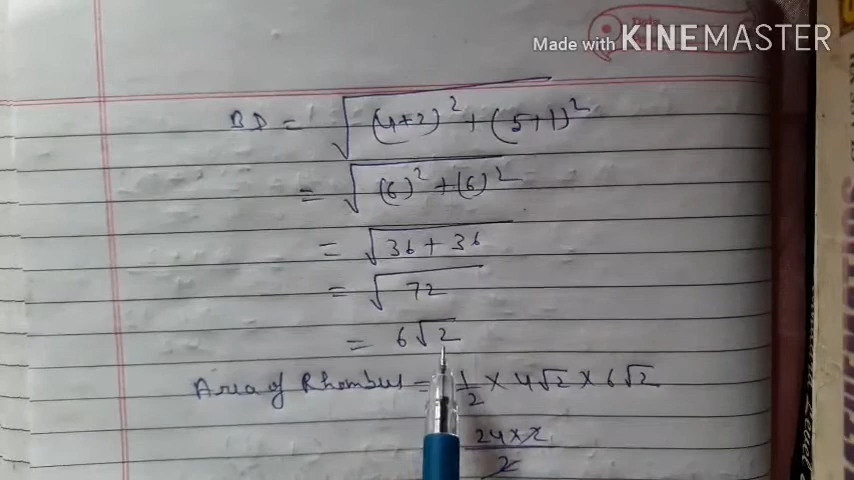 Made with KINEMASTER
Date
BD = √(4+2)² + (5+1)²
= √(6)² + (6)²
= √36 + 36
= √72
= 6√2
Area of Rhombus = 1/2 × 4√2 × 6√2
24×2/2